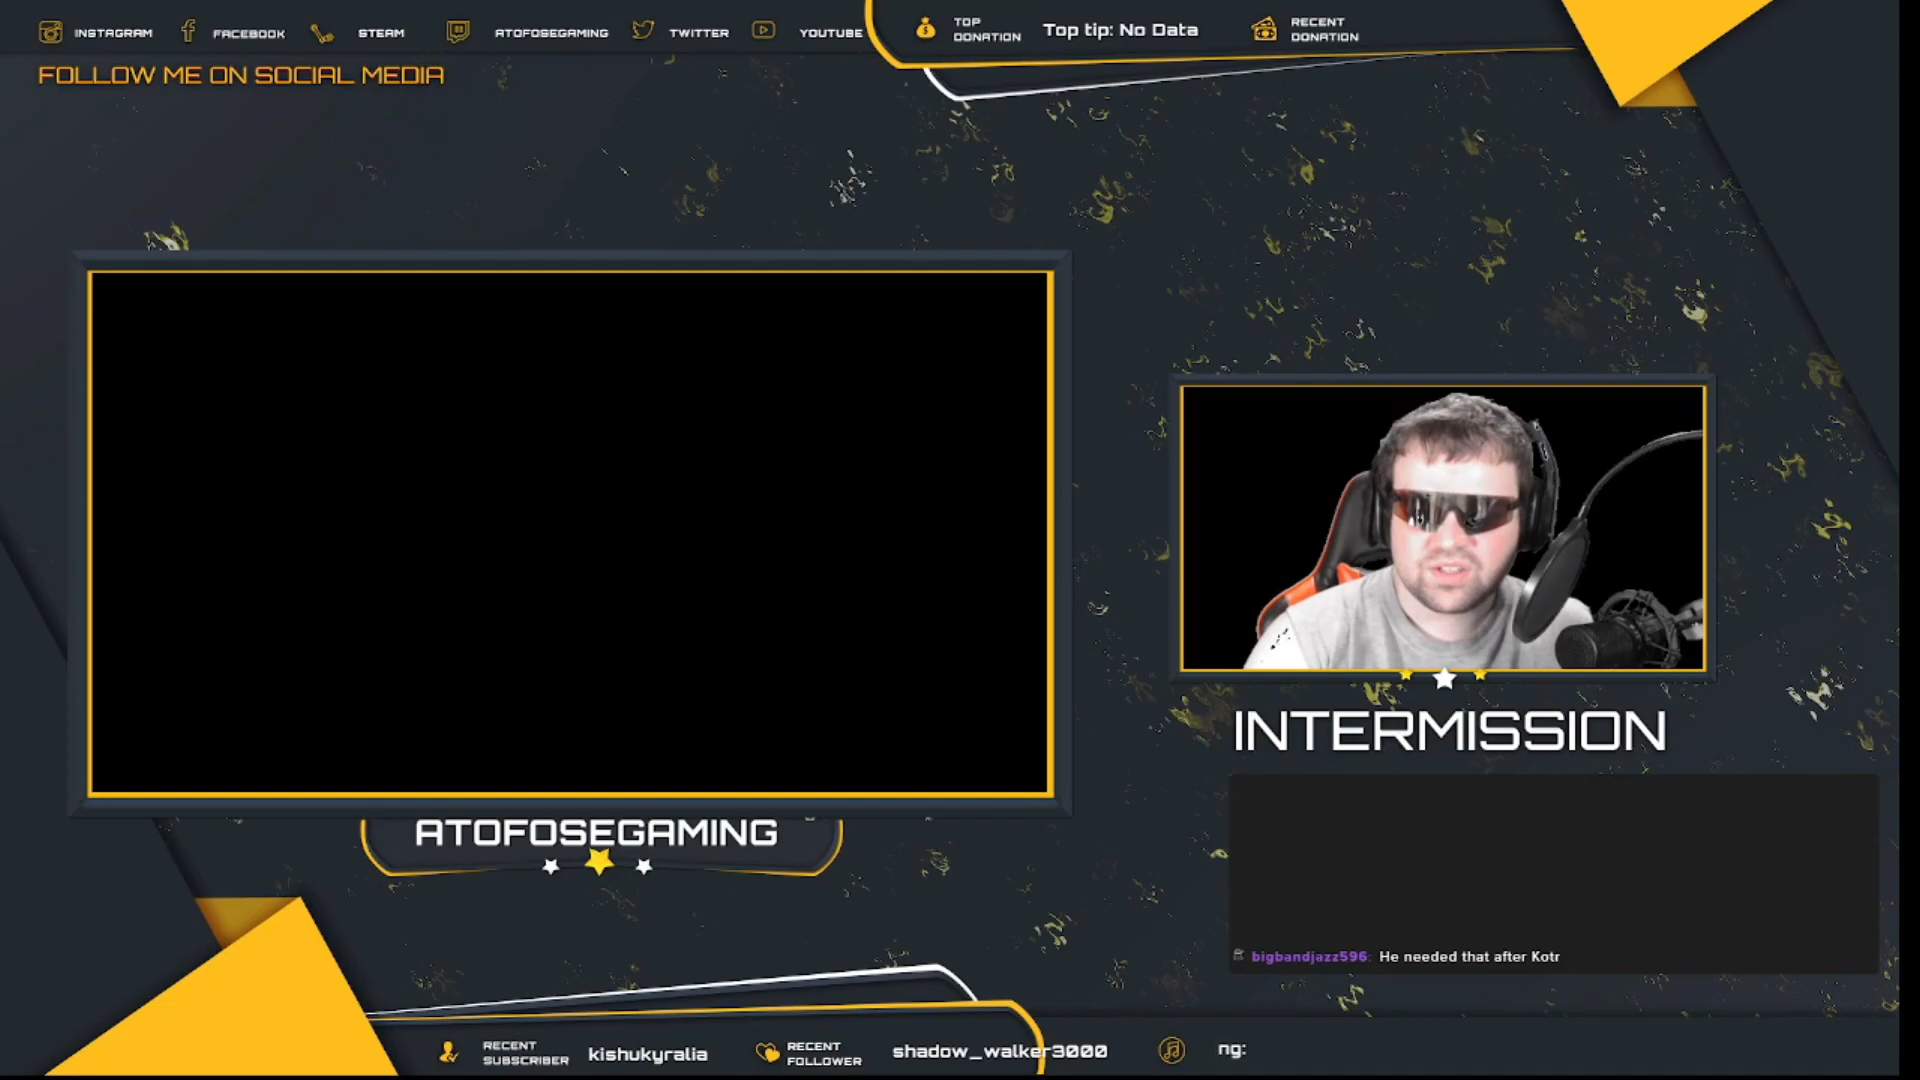 INSTAGRAM
FACEBOOK
STEAM
ATOFOSEGAMING
TWITTER
YOUTUBE
TOP
DONATION
Top tip: No Data
RECENT
DONATION
FOLLOW ME ON SOCIAL MEDIA
INTERMISSION
ATOFOSEGAMING
bigbandjazz596: He needed that after Kotr
RECENT
SUBSCRIBER
kishukyralia
RECENT
FOLLOWER
shadow_walker3000
ng: